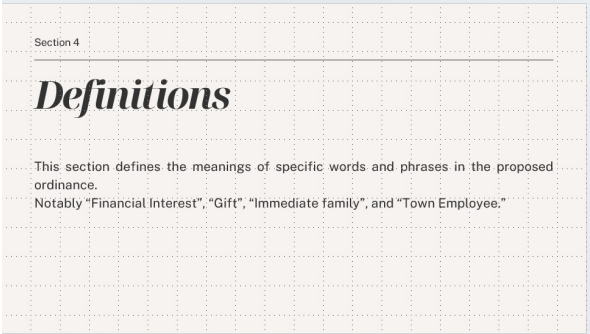 Section 4
Definitions
This section defines the meanings of specific words and phrases in the proposed
ordinance.
Notably “Financial Interest”, “Gift”, “Immediate family”, and “Town Employee.”